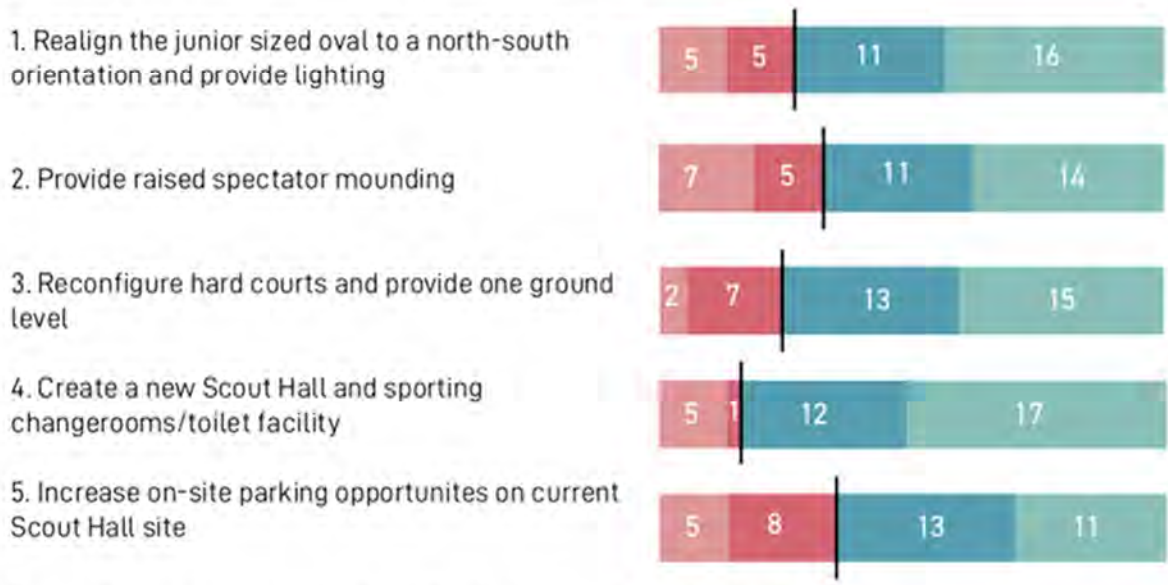 1. Realign the junior sized oval to a north-south
orientation and provide lighting
5 5 11 16
2. Provide raised spectator mounding
7 5 11 14
3. Reconfigure hard courts and provide one ground
level
2 7 13 15
4. Create a new Scout Hall and sporting
changerooms/toilet facility
5 1 12 17
5. Increase on-site parking opportunites on current
Scout Hall site
5 8 13 11